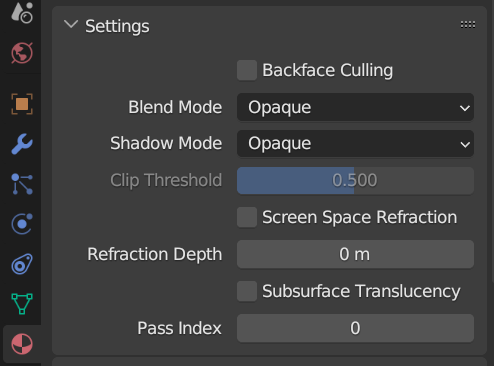 Settings
Backface Culling
Blend Mode Opaque
Shadow Mode Opaque
Clip Threshold 0.500
Screen Space Refraction
Refraction Depth 0 m
Subsurface Translucency
Pass Index 0